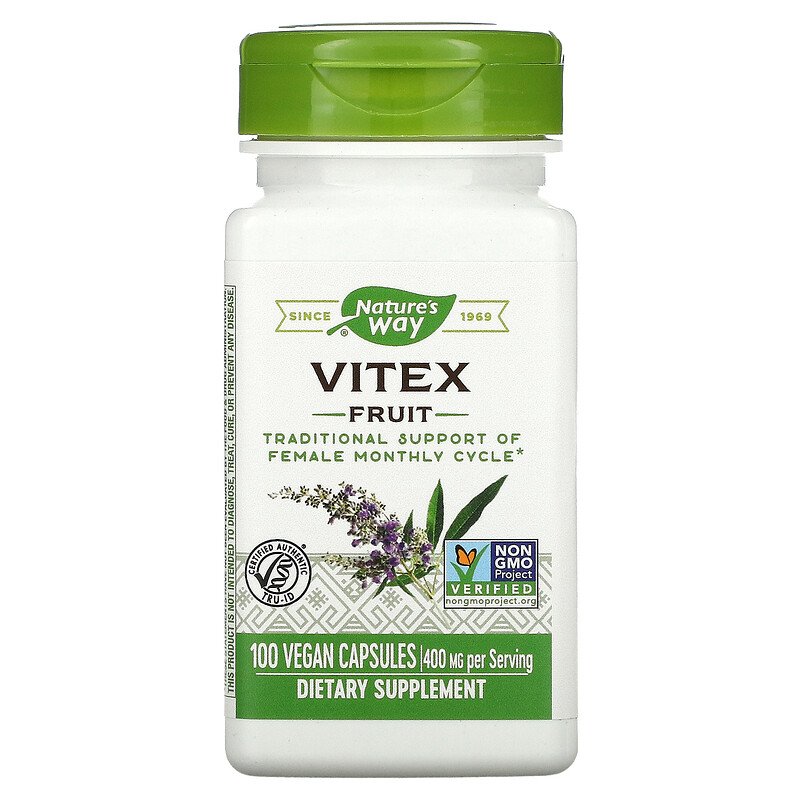 SINCE
Nature's
Way®
1969
VITEX
FRUIT
TRADITIONAL SUPPORT OF
FEMALE MONTHLY CYCLE*
CERTIFIED AUTHENTIC
TRU-ID
NON
GMO
Project
VERIFIED
nongmoproject.org
100 VEGAN CAPSULES | 400 MG per Serving
DIETARY SUPPLEMENT
THIS PRODUCT IS NOT INTENDED TO DIAGNOSE, TREAT, CURE, OR PREVENT ANY DISEASE.